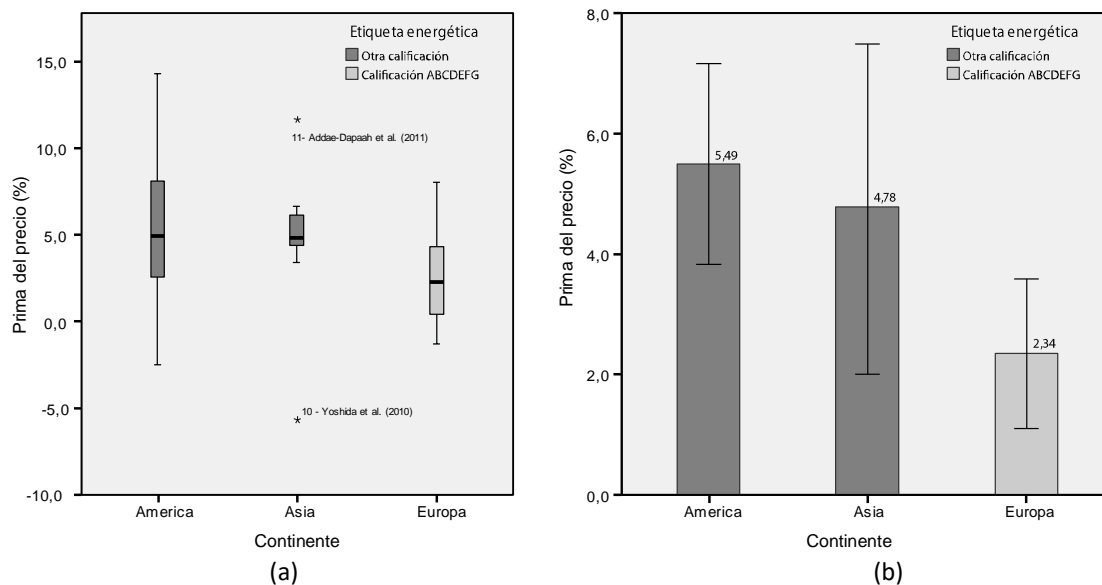 Etiqueta energética
Otra calificación
Calificación ABCDEFG
15,0
10,0
5,0
0,0
-5,0
-10,0
Prima del precio (%)
*
11- Addae-Dapaah et al. (2011)
*10 - Yoshida et al. (2010)
America
Asia
Europa
Continente
(a)
Etiqueta energética
Otra calificación
Calificación ABCDEFG
8,0
6,0
4,0
2,0
0,0
Prima del precio (%)
5,49
4,78
2,34
America
Asia
Europa
Continente
(b)